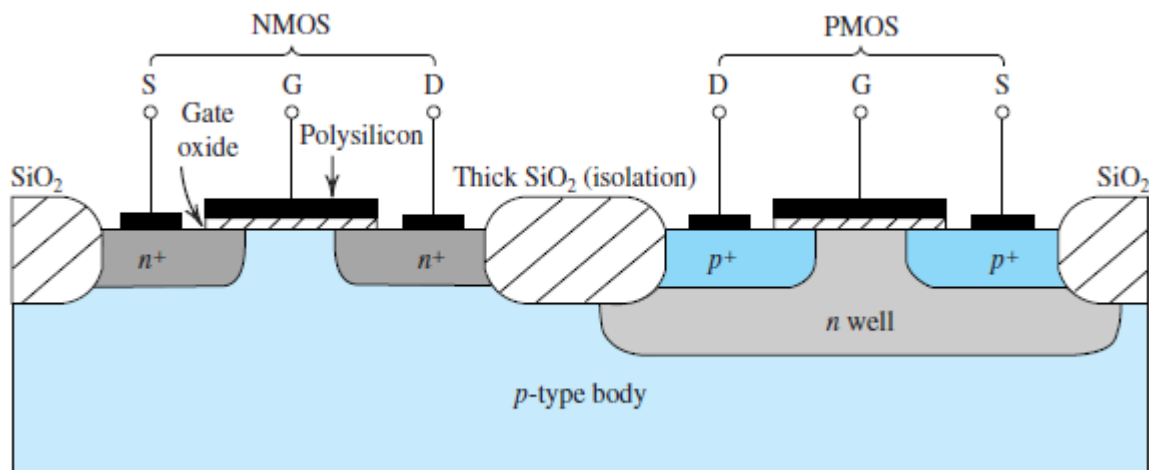 NMOS
PMOS
S
G
D
D
G
S
Gate
oxide
Polysilicon
SiO₂
Thick SiO₂ (isolation)
SiO₂
n⁺
n⁺
p⁺
p⁺
n well
p-type body